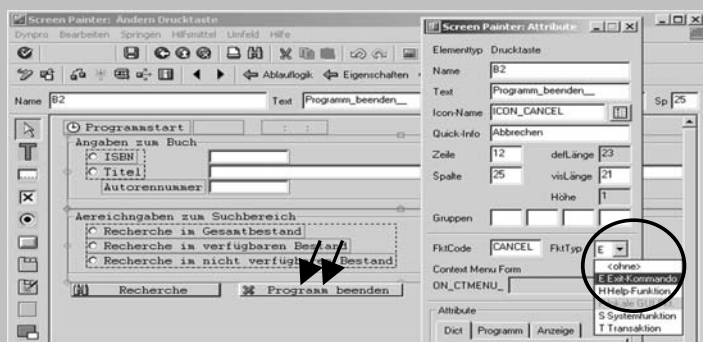 Screen Painter: Ändern Drucktaste
Dynpro Bearbeiten Springen Hilfsmittel Umfeld Hilfe
Ablauflogik Eigenschaften
Name B2 Text Programm_beenden__
Programmstart : :
Angaben zum Buch
ISBN
Titel
Autorennummer
Aereichngaben zum Suchbereich
Recherche im Gesamtbestand
Recherche im verfügbaren Bestand
Recherche im nicht verfügbaren Bestand
Recherche Programm beenden
Screen Painter: Attribute
Elementtyp Drucktaste
Name B2
Text Programm_beenden__
Icon-Name ICON_CANCEL
Quick-Info Abbrechen
Zeile 12 defLänge 23
Spalte 25 visLänge 21
Höhe 1
Gruppen
FktCode CANCEL FktTyp E
Context Menu Form
ON_CTMENU_
<ohne>
E Exit-Kommando
H Help-Funktion
S Systemfunktion
T Transaktion
Attribute
Dict Programm Anzeige
Sp 25